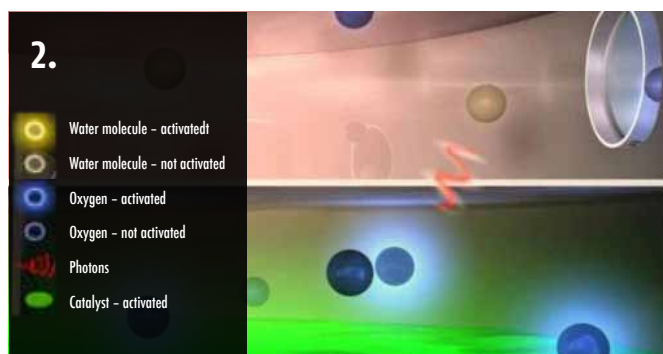 2.
Water molecule – activatedt
Water molecule – not activated
Oxygen – activated
Oxygen – not activated
Photons
Catalyst – activated